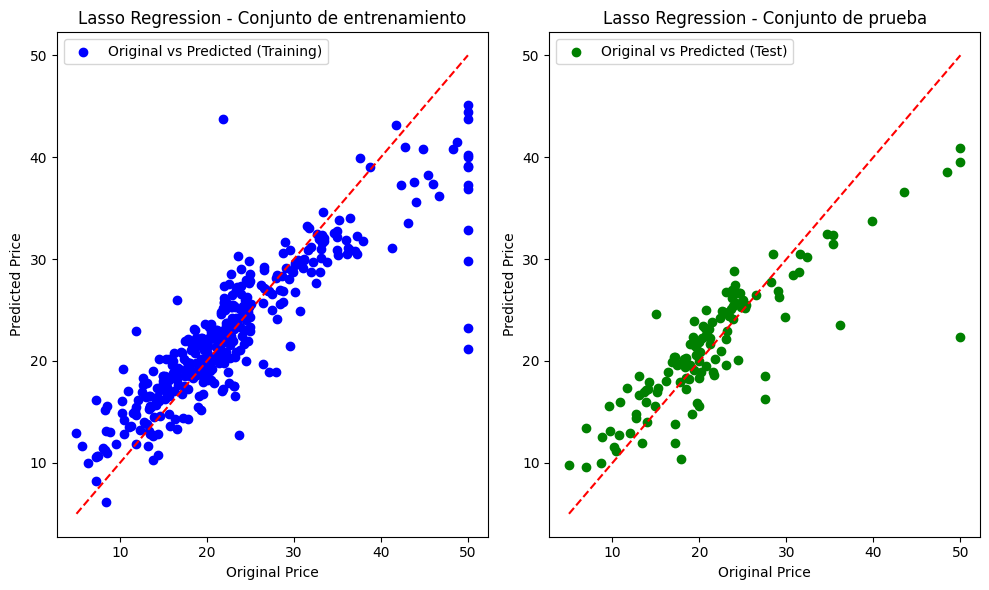 Lasso Regression - Conjunto de entrenamiento
Original vs Predicted (Training)
Predicted Price
50
40
30
20
10
10 20 30 40 50
Original Price
Lasso Regression - Conjunto de prueba
Original vs Predicted (Test)
Predicted Price
50
40
30
20
10
10 20 30 40 50
Original Price